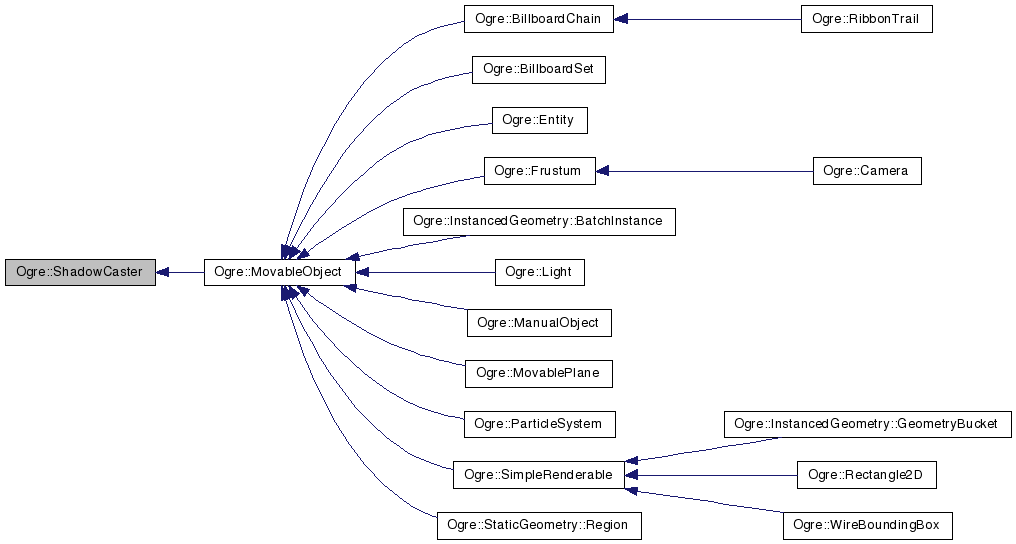 Ogre::BillboardChain
Ogre::RibbonTrail
Ogre::BillboardSet
Ogre::Entity
Ogre::Frustum
Ogre::Camera
Ogre::InstancedGeometry::BatchInstance
Ogre::ShadowCaster
Ogre::MovableObject
Ogre::Light
Ogre::ManualObject
Ogre::MovablePlane
Ogre::ParticleSystem
Ogre::InstancedGeometry::GeometryBucket
Ogre::SimpleRenderable
Ogre::Rectangle2D
Ogre::StaticGeometry::Region
Ogre::WireBoundingBox